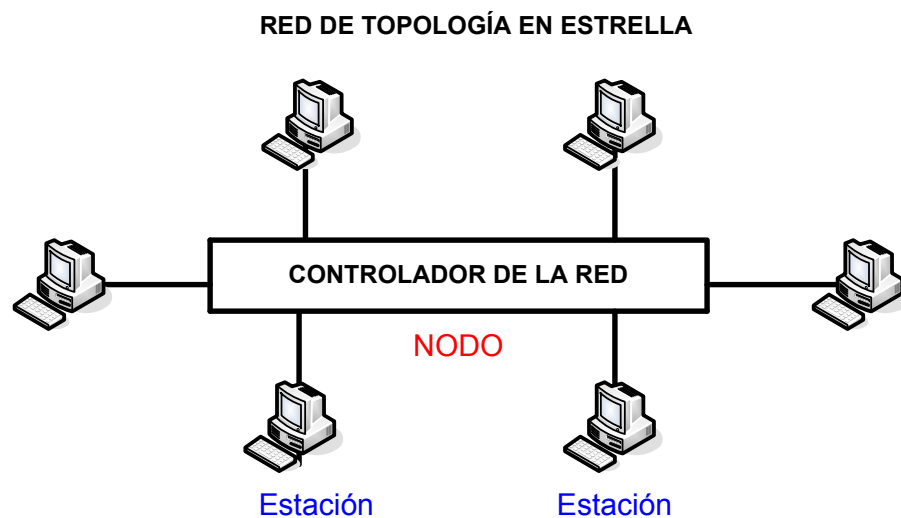 RED DE TOPOLOGÍA EN ESTRELLA
CONTROLADOR DE LA RED
NODO
Estación
Estación